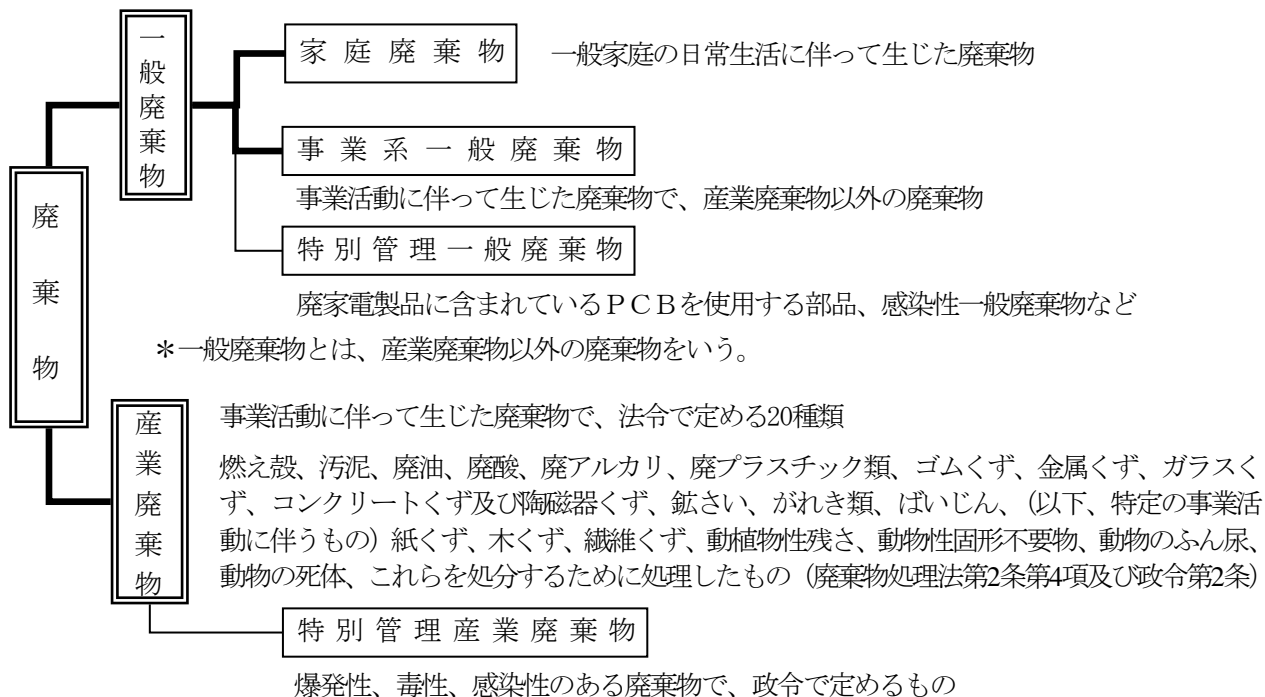 廃棄物
一般廃棄物
家庭廃棄物
一般家庭の日常生活に伴って生じた廃棄物
事業系一般廃棄物
事業活動に伴って生じた廃棄物で、産業廃棄物以外の廃棄物
特別管理一般廃棄物
廃家電製品に含まれているPCBを使用する部品、感染性一般廃棄物など
*一般廃棄物とは、産業廃棄物以外の廃棄物をいう。
産業廃棄物
事業活動に伴って生じた廃棄物で、法令で定める20種類
燃え殻、汚泥、廃油、廃酸、廃アルカリ、廃プラスチック類、ゴムくず、金属くず、ガラスく
ず、コンクリートくず及び陶磁器くず、鉱さい、がれき類、ばいじん、(以下、特定の事業活
動に伴うもの)紙くず、木くず、繊維くず、動植物性残さ、動物性固形不要物、動物のふん尿、
動物の死体、これらを処分するために処理したもの(廃棄物処理法第2条第4項及び政令第2条)
特別管理産業廃棄物
爆発性、毒性、感染性のある廃棄物で、政令で定めるもの